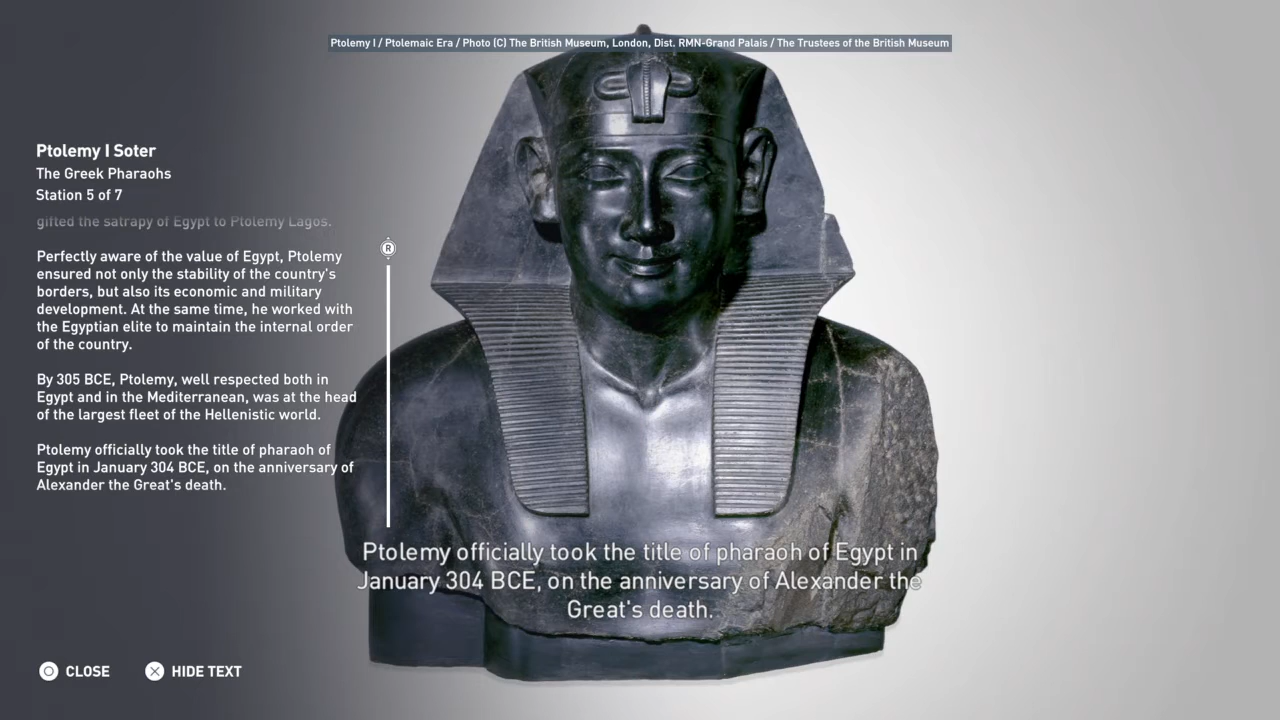 Ptolemy I / Ptolemaic Era / Photo (C) The British Museum, London, Dist. RMN-Grand Palais / The Trustees of the British Museum
Ptolemy I Soter
The Greek Pharaohs
Station 5 of 7
gifted the satrapy of Egypt to Ptolemy Lagos.
Perfectly aware of the value of Egypt, Ptolemy
ensured not only the stability of the country's
borders, but also its economic and military
development. At the same time, he worked with
the Egyptian elite to maintain the internal order
of the country.
By 305 BCE, Ptolemy, well respected both in
Egypt and in the Mediterranean, was at the head
of the largest fleet of the Hellenistic world.
Ptolemy officially took the title of pharaoh of
Egypt in January 304 BCE, on the anniversary of
Alexander the Great's death.
R
Ptolemy officially took the title of pharaoh of Egypt in
January 304 BCE, on the anniversary of Alexander the
Great's death.
CLOSE
HIDE TEXT